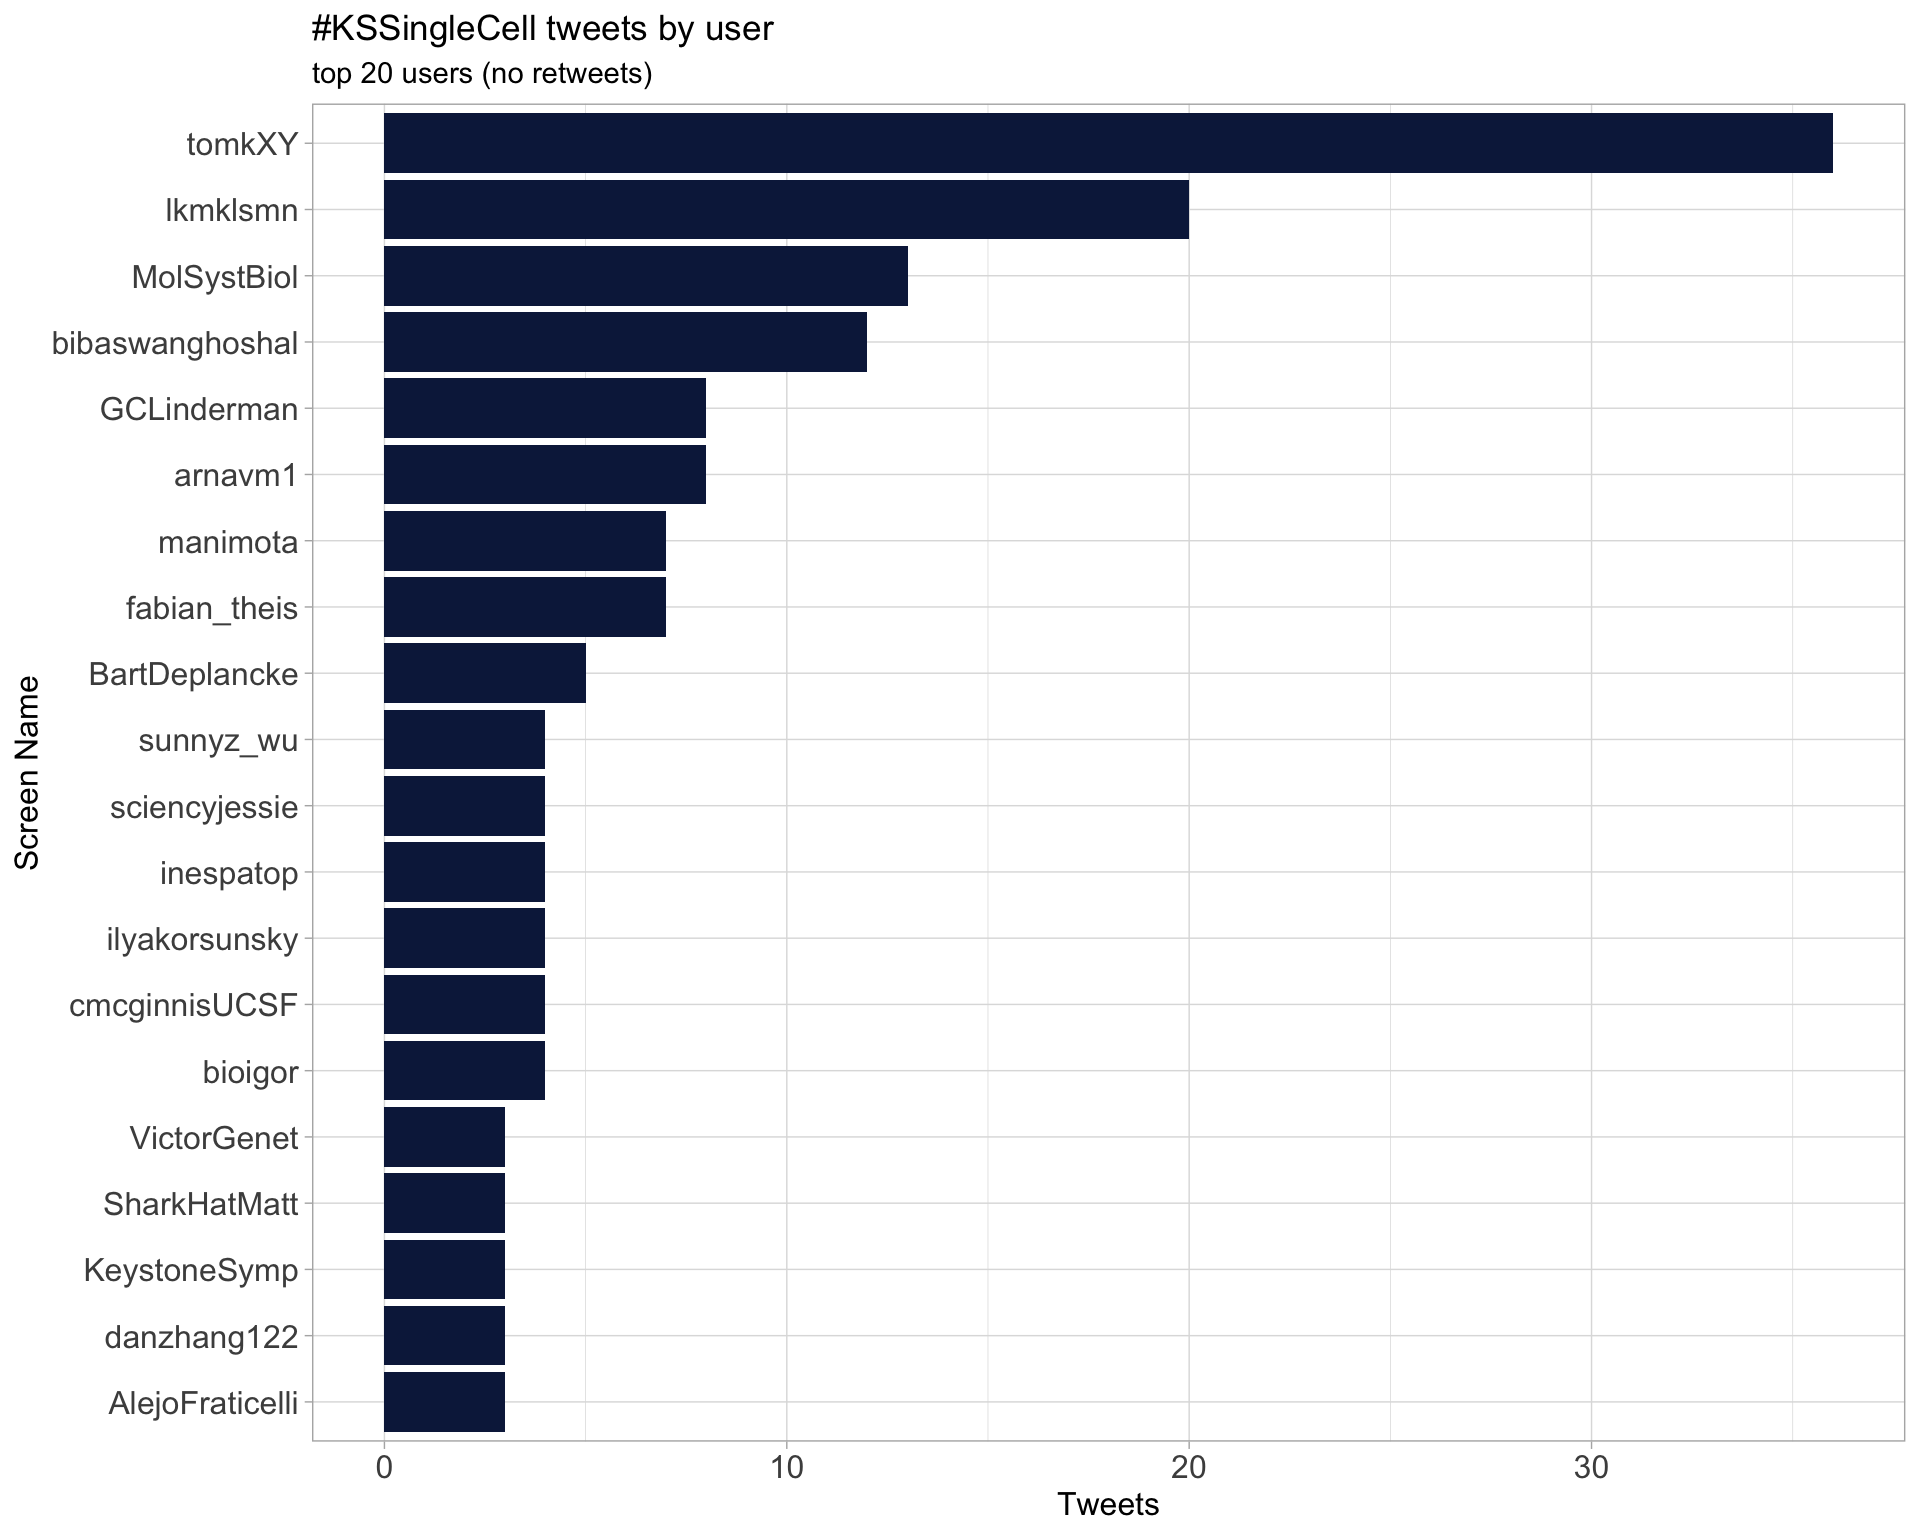 #KSSingleCell tweets by user
top 20 users (no retweets)
tomkXY
lkmklsmn
MolSystBiol
bibaswanghoshal
GCLinderman
arnavm1
manimota
fabian_theis
BartDeplancke
sunnyz_wu
sciencyjessie
inespatop
ilyakorsunsky
cmcginnisUCSF
bioigor
VictorGenet
SharkHatMatt
KeystoneSymp
danzhang122
AlejoFraticelli
Screen Name
0 10 20 30
Tweets